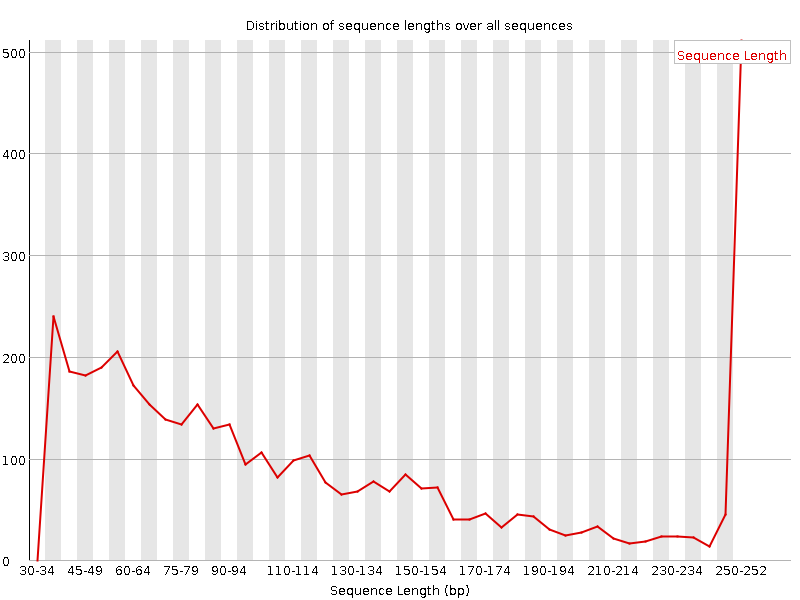 Distribution of sequence lengths over all sequences
Sequence Length
500
400
300
200
100
0
30-34 45-49 60-64 75-79 90-94 110-114 130-134 150-154 170-174 190-194 210-214 230-234 250-252
Sequence Length (bp)